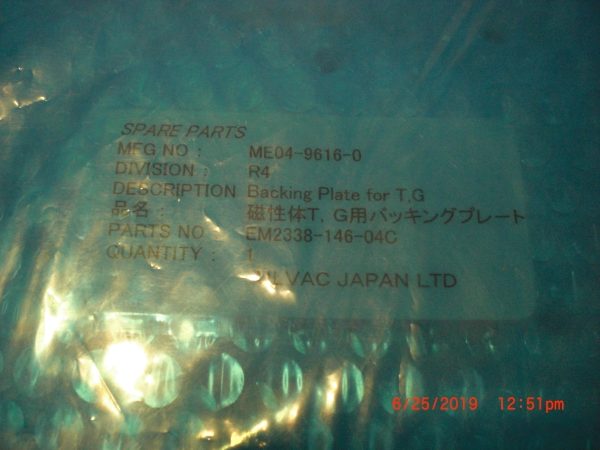 SPARE PARTS
MFG NO : ME04-9616-0
DIVISION : R4
DESCRIPTION Backing Plate for T,G
品名 : 磁性体T、G用バッキングプレート
PARTS NO EM2338-146-04C
QUANTITY : 1
JAPAN LTD
6/25/2019 12:51pm